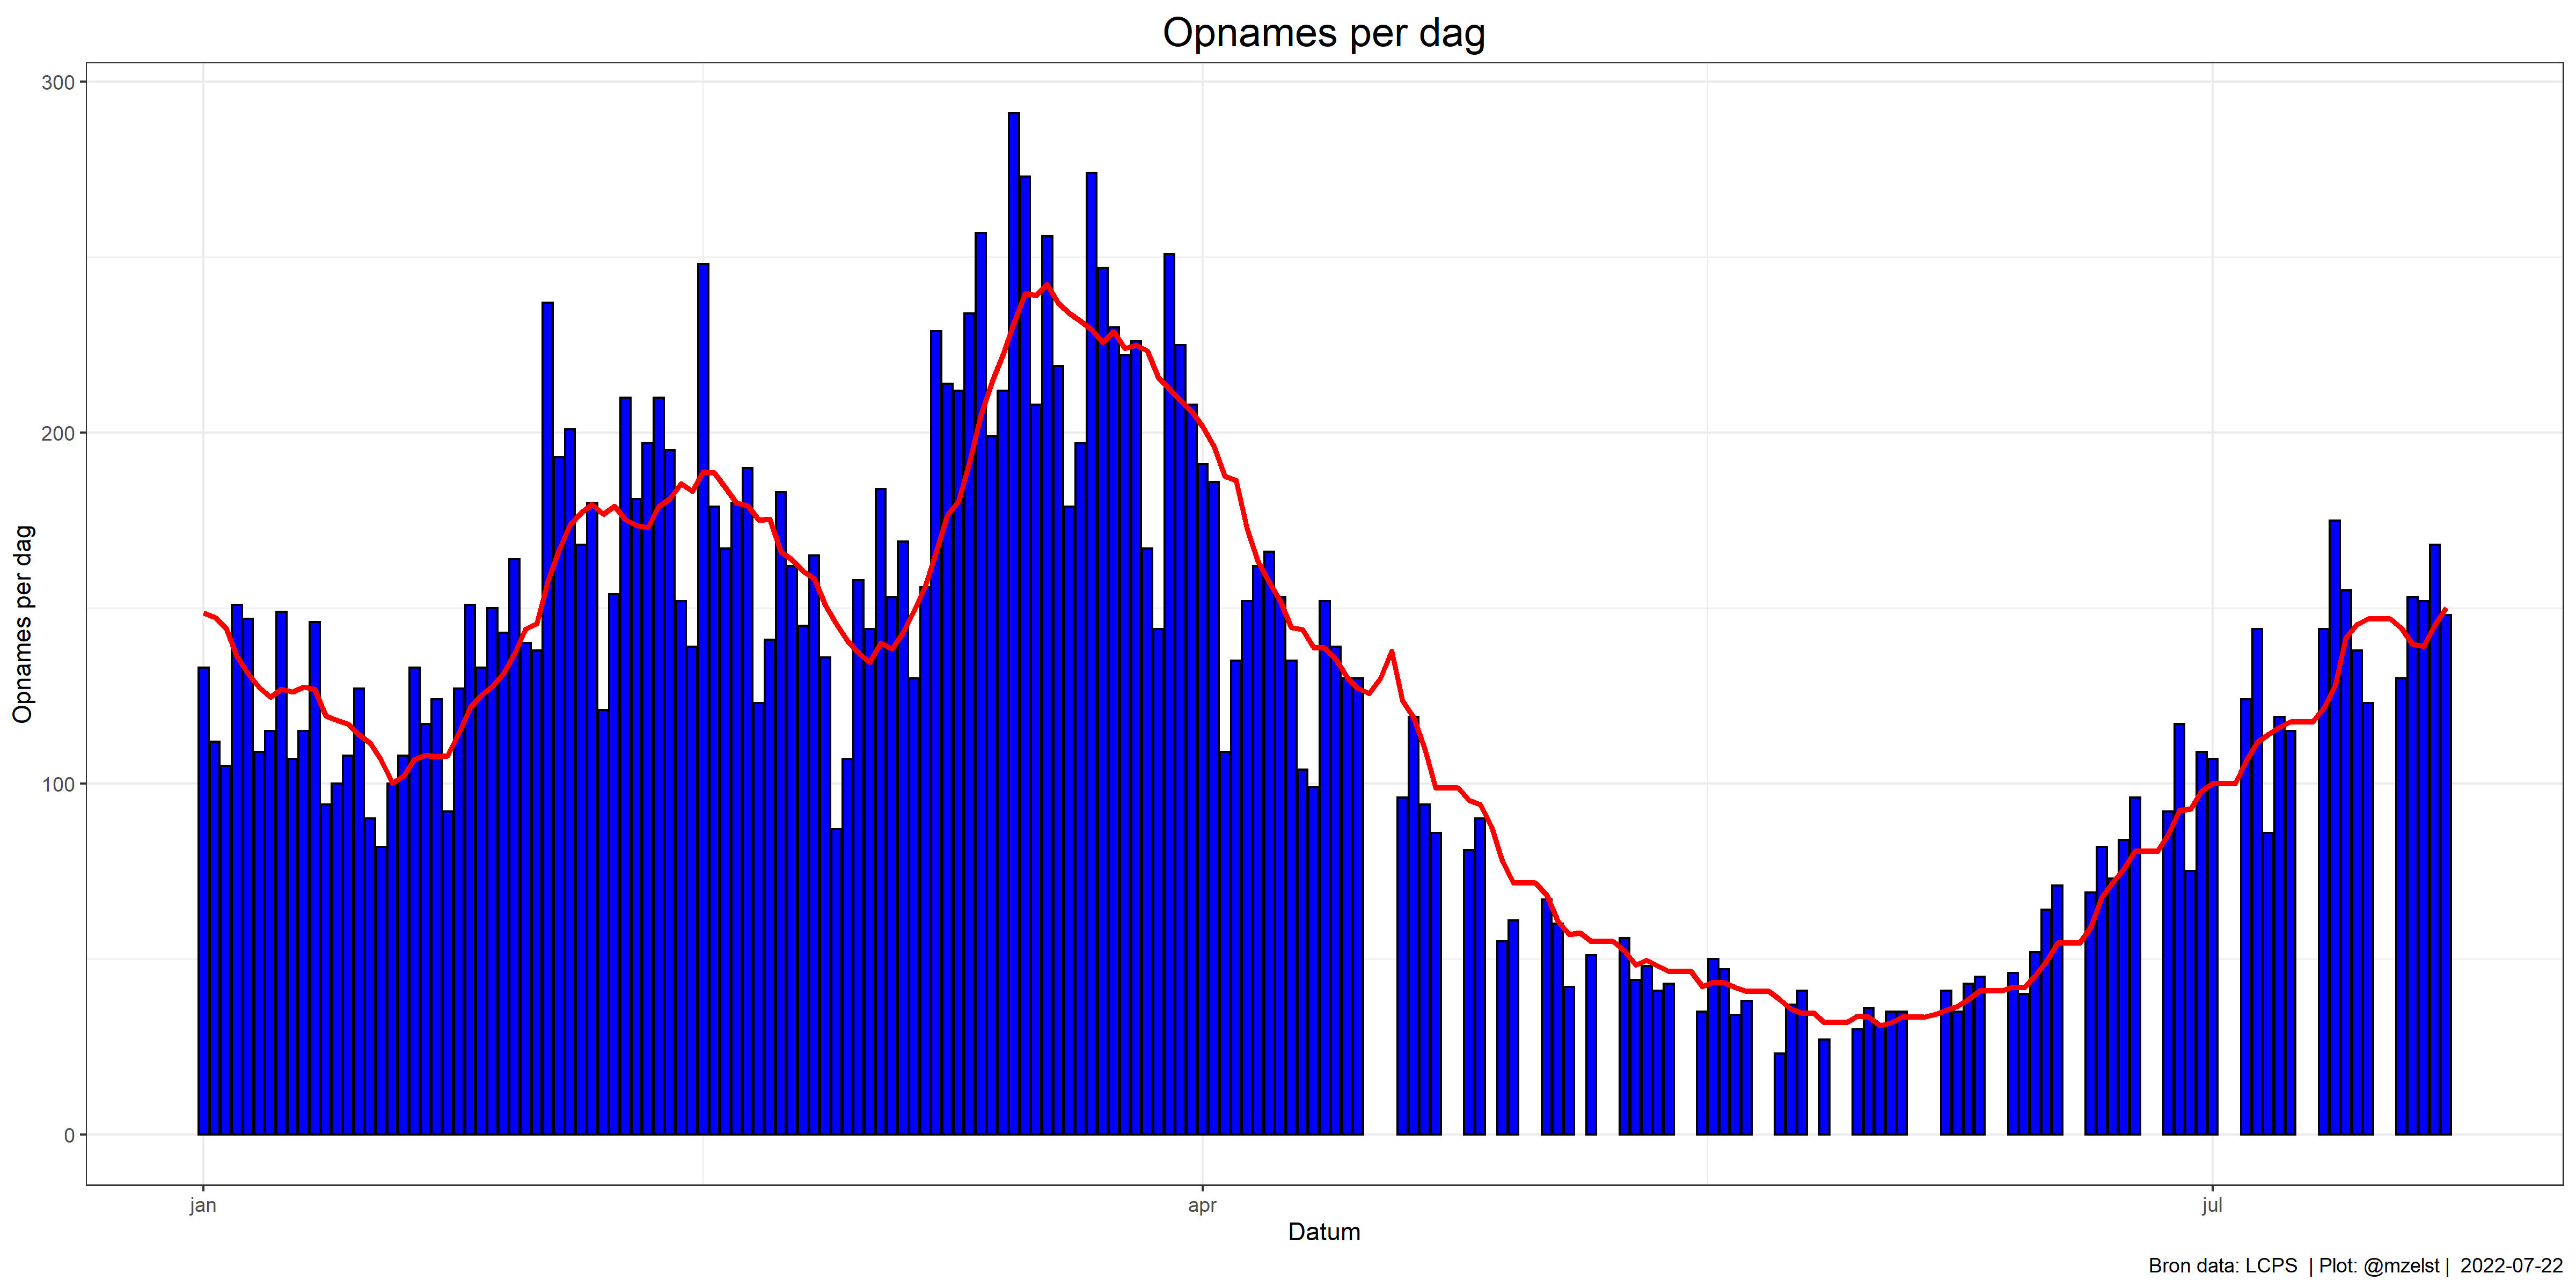 Opnames per dag
300
200
100
0
Opnames per dag
jan
apr
jul
Datum
Bron data: LCPS | Plot: @mzelst | 2022-07-22